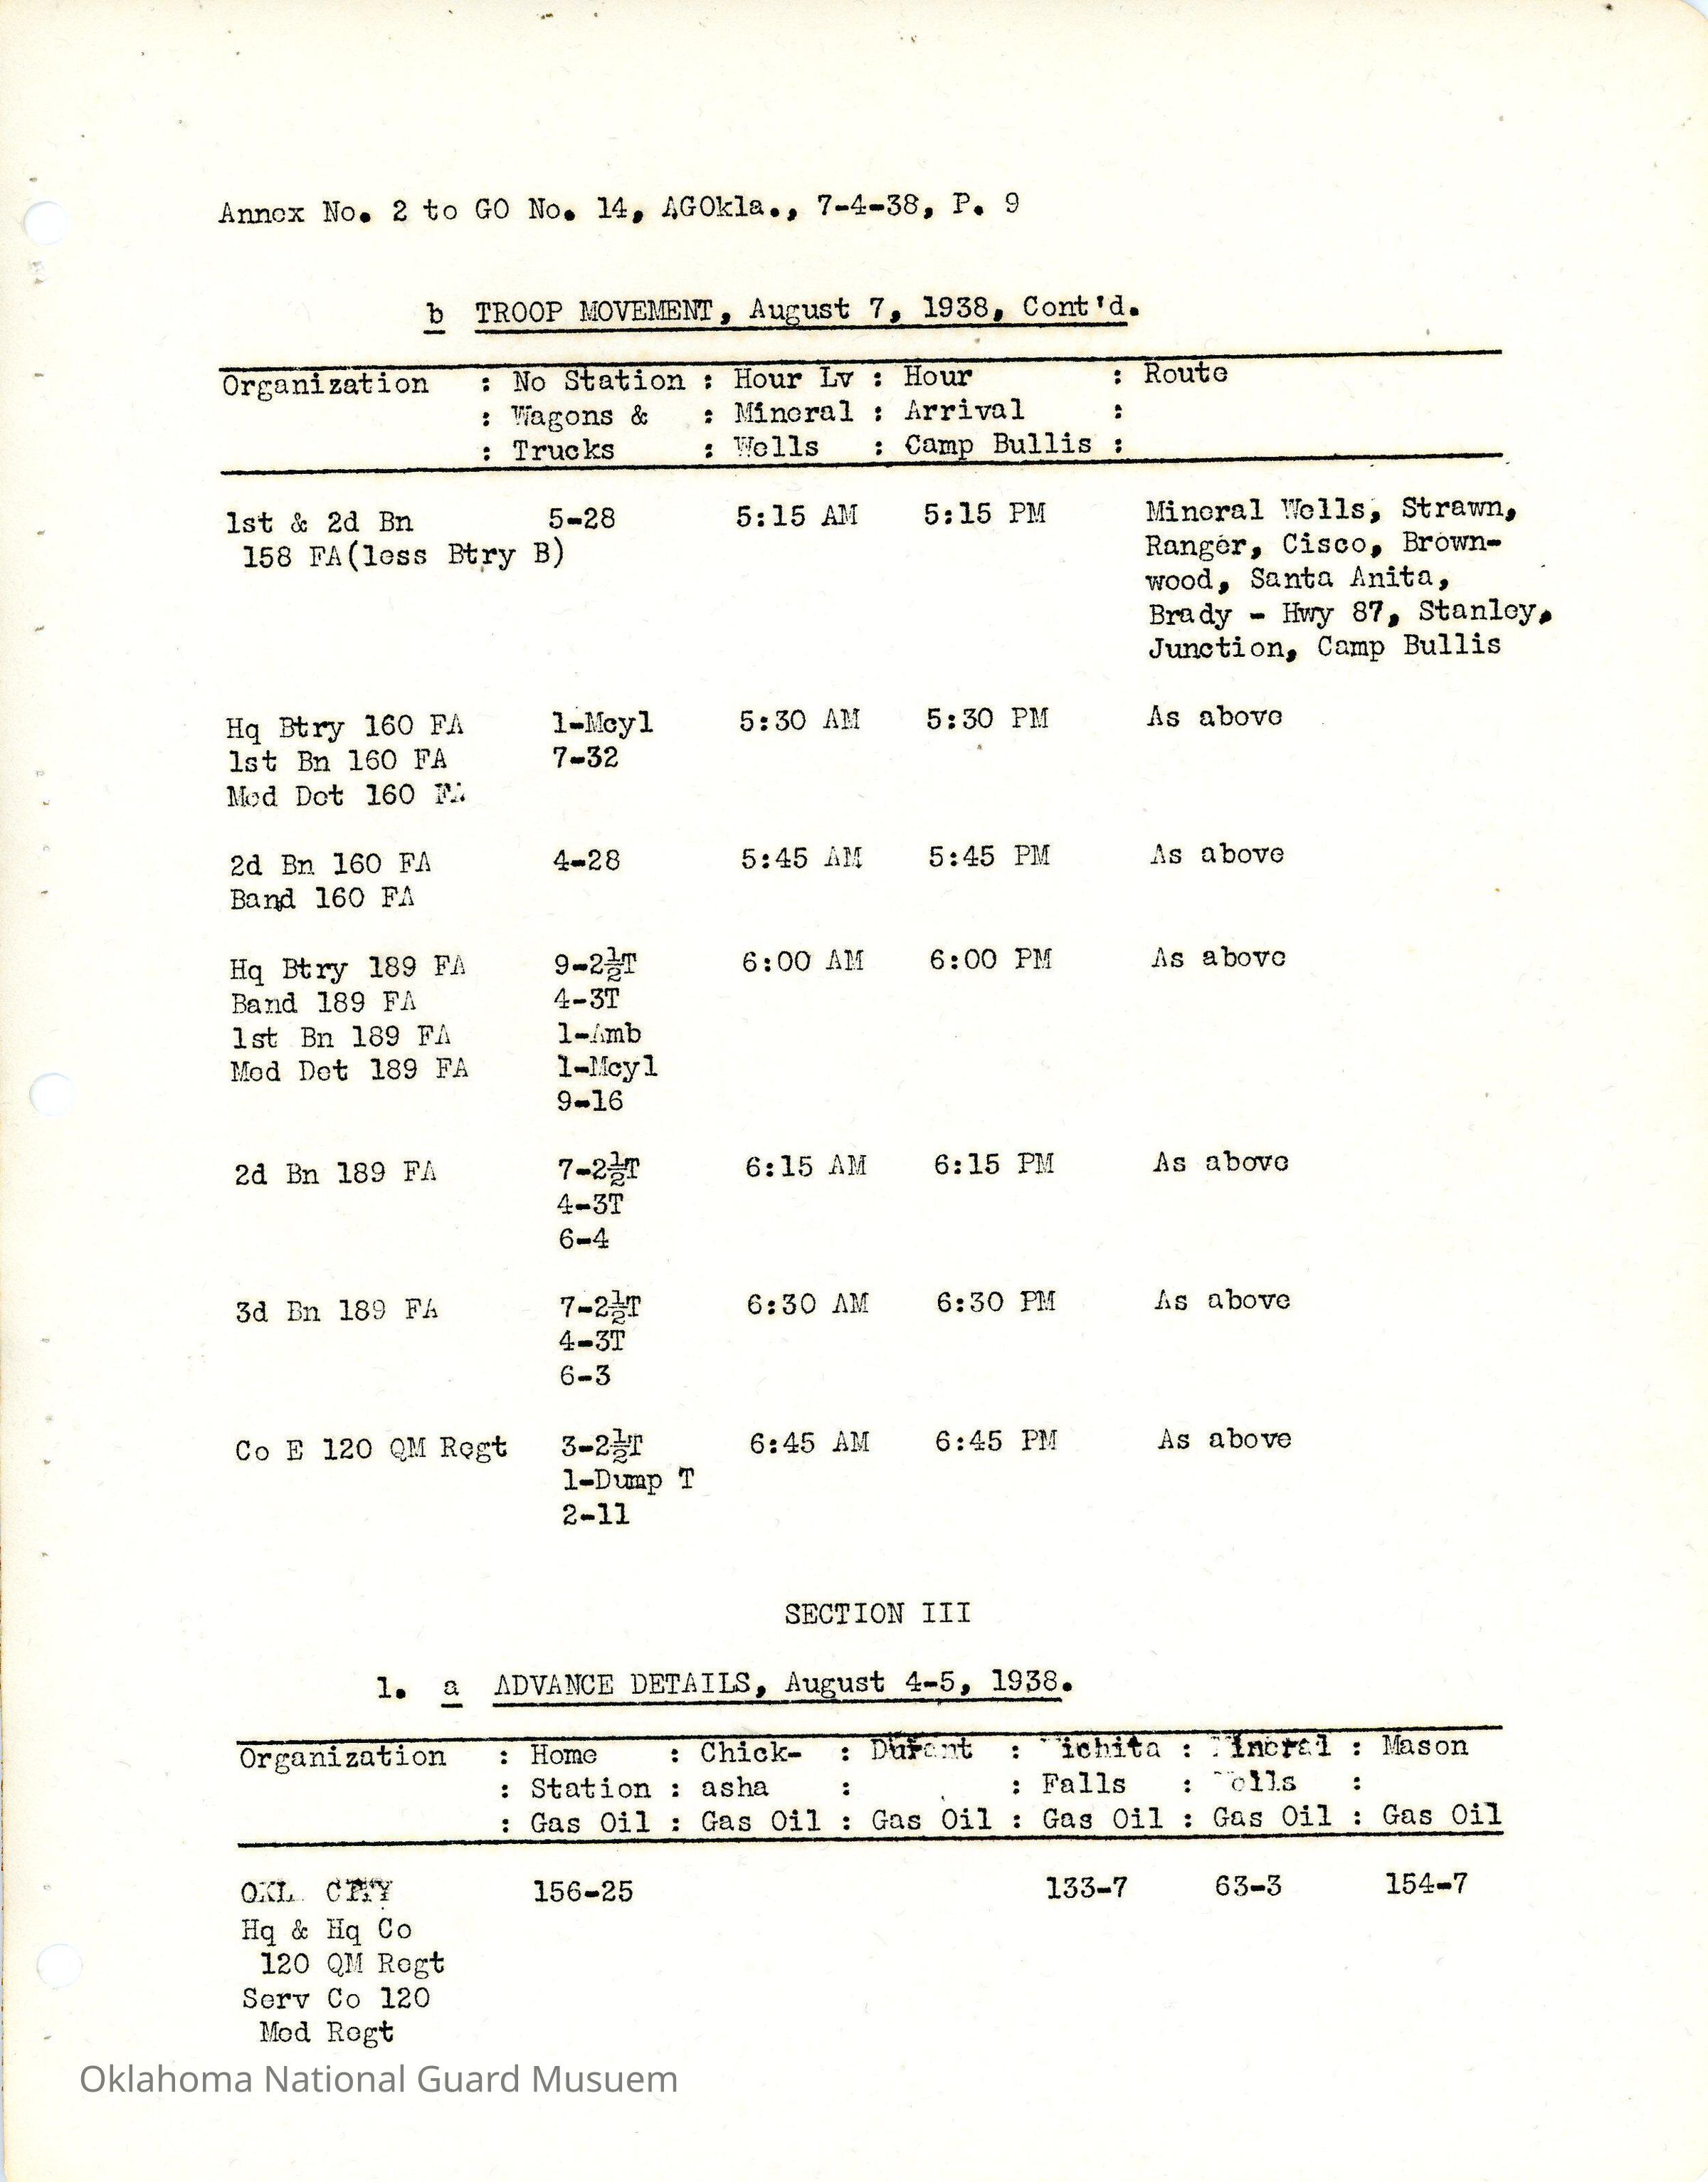 Annex No. 2 to GO No. 14, AGOkla., 7-4-38, P. 9
b TROOP MOVEMENT, August 7, 1938, Cont'd.
Organization : No Station : Hour Lv : Hour : Route
: Wagons & : Mineral : Arrival :
: Trucks : Wells : Camp Bullis :
1st & 2d Bn 5-28 5:15 AM 5:15 PM Mineral Wells, Strawn,
158 FA(less Btry B) Ranger, Cisco, Brown-
wood, Santa Anita,
Brady - Hwy 87, Stanley,
Junction, Camp Bullis
Hq Btry 160 FA 1-Mcyl 5:30 AM 5:30 PM As above
1st Bn 160 FA 7-32
Med Det 160 FA
2d Bn 160 FA 4-28 5:45 AM 5:45 PM As above
Band 160 FA
Hq Btry 189 FA 9-2½T 6:00 AM 6:00 PM As above
Band 189 FA 4-3T
1st Bn 189 FA 1-Amb
Med Det 189 FA 1-Mcyl
9-16
2d Bn 189 FA 7-2½T 6:15 AM 6:15 PM As above
4-3T
6-4
3d Bn 189 FA 7-2½T 6:30 AM 6:30 PM As above
4-3T
6-3
Co E 120 QM Regt 3-2½T 6:45 AM 6:45 PM As above
1-Dump T
2-11
SECTION III
1. a ADVANCE DETAILS, August 4-5, 1938.
Organization : Home : Chick- : Durant : Wichita : Mineral : Mason
: Station : asha : : Falls : Wells :
: Gas Oil : Gas Oil : Gas Oil : Gas Oil : Gas Oil : Gas Oil
OKL CITY 156-25 133-7 63-3 154-7
Hq & Hq Co
120 QM Regt
Serv Co 120
Med Regt
Oklahoma National Guard Musuem